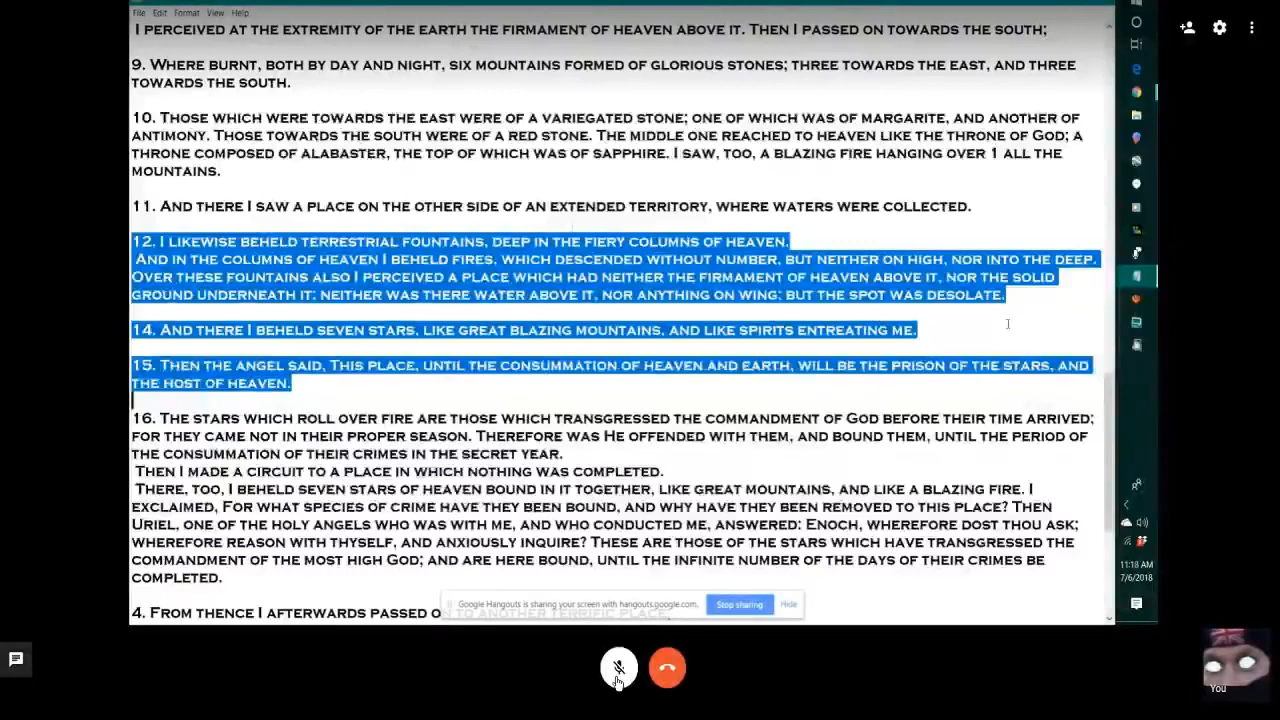 File Edit Format View Help
I PERCEIVED AT THE EXTREMITY OF THE EARTH THE FIRMAMENT OF HEAVEN ABOVE IT. THEN I PASSED ON TOWARDS THE SOUTH;
9. WHERE BURNT, BOTH BY DAY AND NIGHT, SIX MOUNTAINS FORMED OF GLORIOUS STONES; THREE TOWARDS THE EAST, AND THREE
TOWARDS THE SOUTH.
10. THOSE WHICH WERE TOWARDS THE EAST WERE OF A VARIEGATED STONE; ONE OF WHICH WAS OF MARGARITE, AND ANOTHER OF
ANTIMONY. THOSE TOWARDS THE SOUTH WERE OF A RED STONE. THE MIDDLE ONE REACHED TO HEAVEN LIKE THE THRONE OF GOD; A
THRONE COMPOSED OF ALABASTER, THE TOP OF WHICH WAS OF SAPPHIRE. I SAW, TOO, A BLAZING FIRE HANGING OVER 1 ALL THE
MOUNTAINS.
11. AND THERE I SAW A PLACE ON THE OTHER SIDE OF AN EXTENDED TERRITORY, WHERE WATERS WERE COLLECTED.
12. I LIKEWISE BEHELD TERRESTRIAL FOUNTAINS, DEEP IN THE FIERY COLUMNS OF HEAVEN.
AND IN THE COLUMNS OF HEAVEN I BEHELD FIRES, WHICH DESCENDED WITHOUT NUMBER, BUT NEITHER ON HIGH, NOR INTO THE DEEP.
OVER THESE FOUNTAINS ALSO I PERCEIVED A PLACE WHICH HAD NEITHER THE FIRMAMENT OF HEAVEN ABOVE IT, NOR THE SOLID
GROUND UNDERNEATH IT; NEITHER WAS THERE WATER ABOVE IT, NOR ANYTHING ON WING; BUT THE SPOT WAS DESOLATE.
14. AND THERE I BEHELD SEVEN STARS, LIKE GREAT BLAZING MOUNTAINS, AND LIKE SPIRITS ENTREATING ME.
15. THEN THE ANGEL SAID, THIS PLACE, UNTIL THE CONSUMMATION OF HEAVEN AND EARTH, WILL BE THE PRISON OF THE STARS, AND
THE HOST OF HEAVEN.
16. THE STARS WHICH ROLL OVER FIRE ARE THOSE WHICH TRANSGRESSED THE COMMANDMENT OF GOD BEFORE THEIR TIME ARRIVED;
FOR THEY CAME NOT IN THEIR PROPER SEASON. THEREFORE WAS HE OFFENDED WITH THEM, AND BOUND THEM, UNTIL THE PERIOD OF
THE CONSUMMATION OF THEIR CRIMES IN THE SECRET YEAR.
THEN I MADE A CIRCUIT TO A PLACE IN WHICH NOTHING WAS COMPLETED.
THERE, TOO, I BEHELD SEVEN STARS OF HEAVEN BOUND IN IT TOGETHER, LIKE GREAT MOUNTAINS, AND LIKE A BLAZING FIRE. I
EXCLAIMED, FOR WHAT SPECIES OF CRIME HAVE THEY BEEN BOUND, AND WHY HAVE THEY BEEN REMOVED TO THIS PLACE? THEN
URIEL, ONE OF THE HOLY ANGELS WHO WAS WITH ME, AND WHO CONDUCTED ME, ANSWERED: ENOCH, WHEREFORE DOST THOU ASK;
WHEREFORE REASON WITH THYSELF, AND ANXIOUSLY INQUIRE? THESE ARE THOSE OF THE STARS WHICH HAVE TRANSGRESSED THE
COMMANDMENT OF THE MOST HIGH GOD; AND ARE HERE BOUND, UNTIL THE INFINITE NUMBER OF THE DAYS OF THEIR CRIMES BE
COMPLETED.
4. FROM THENCE I AFTERWARDS PASSED ON TO ANOTHER TERRIFIC PLACE,
Google Hangouts is sharing your screen with hangouts.google.com. Stop sharing Hide
11:18 AM
7/6/2018
You